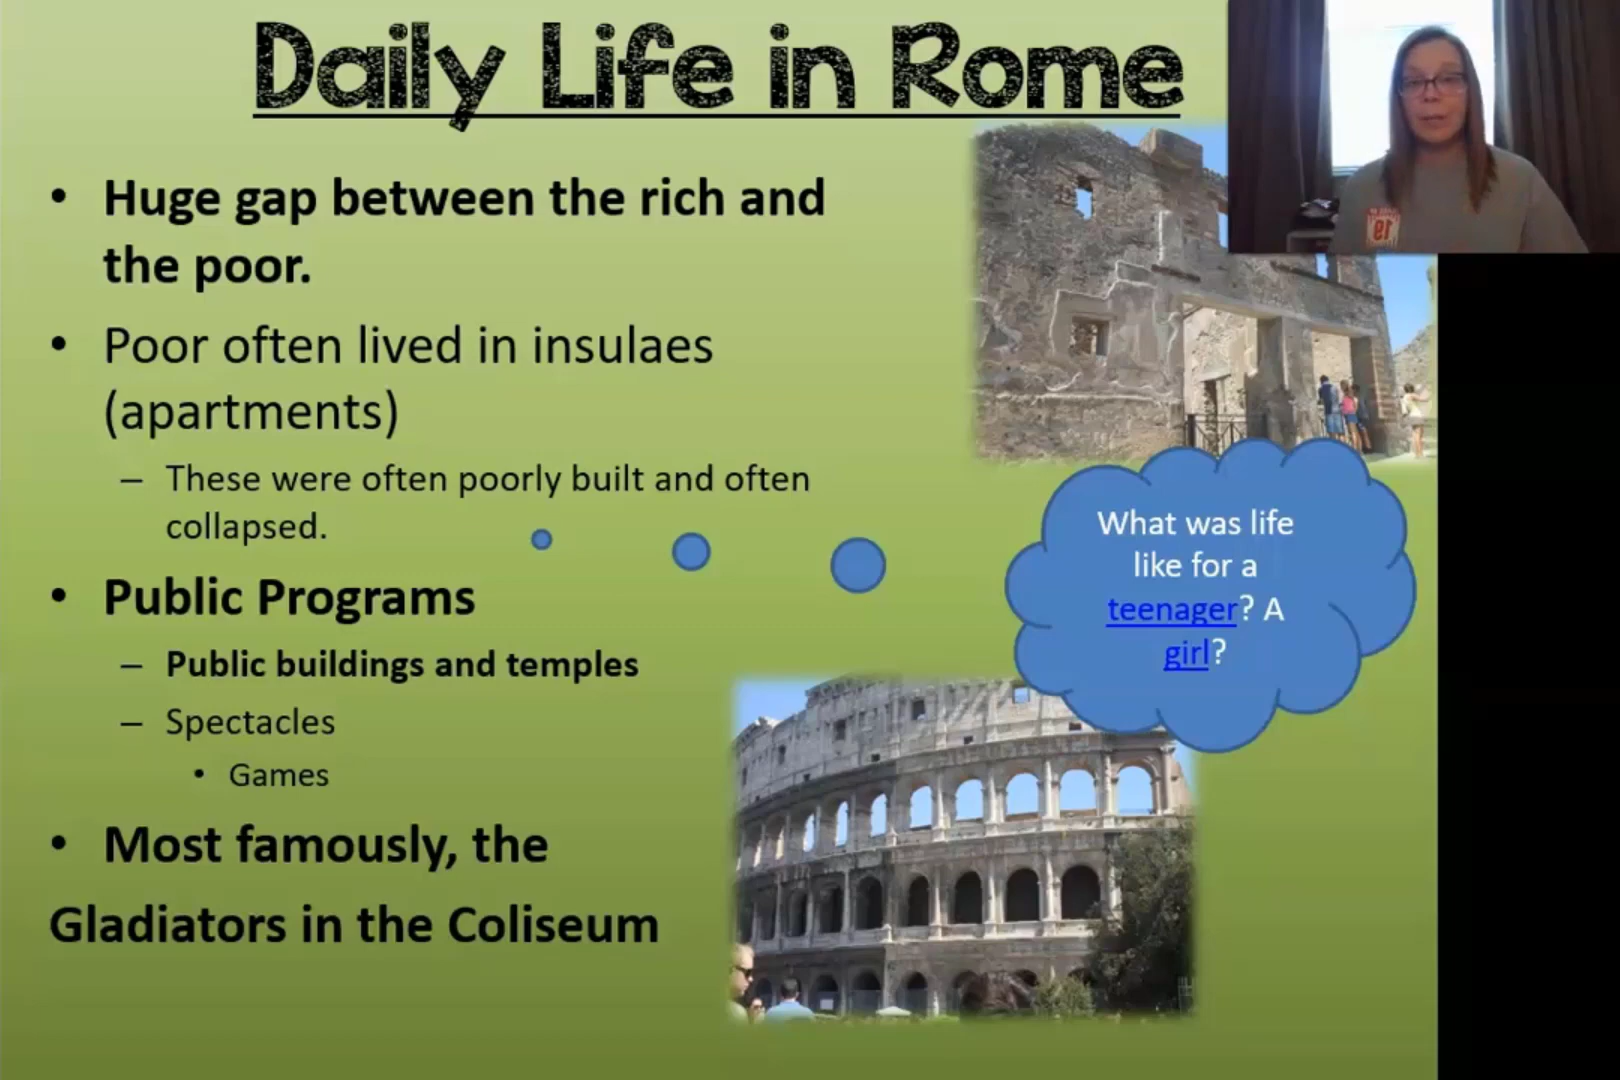 Daily Life in Rome
• Huge gap between the rich and
the poor.
• Poor often lived in insulaes
(apartments)
– These were often poorly built and often
collapsed.
• Public Programs
– Public buildings and temples
– Spectacles
• Games
• Most famously, the
Gladiators in the Coliseum
What was life
like for a
teenager? A
girl?
19